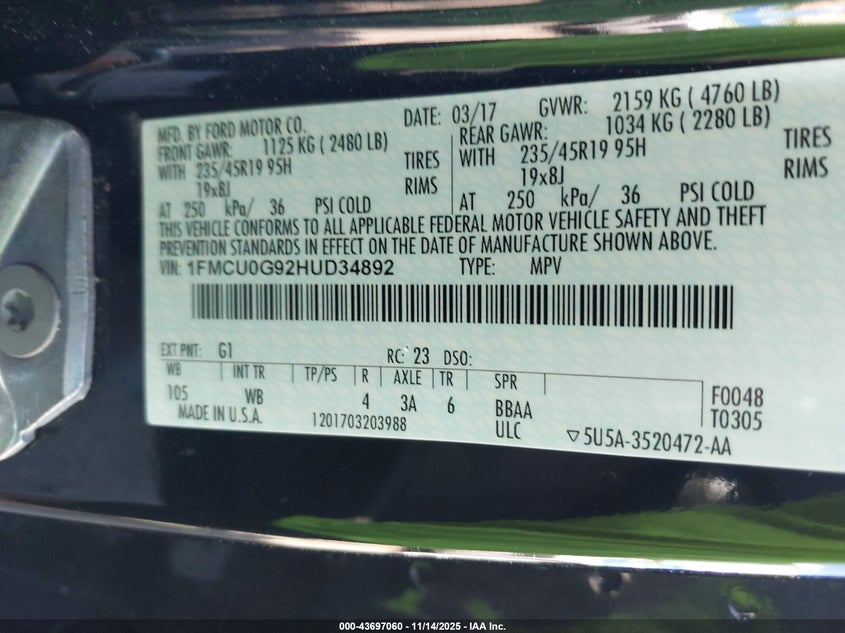 MFD. BY FORD MOTOR CO.
DATE: 03/17 GVWR: 2159 KG ( 4760 LB)
FRONT GAWR: 1125 KG ( 2480 LB)
REAR GAWR: 1034 KG ( 2280 LB)
WITH 235/45R19 95H TIRES
WITH 235/45R19 95H TIRES
19x8J RIMS
19x8J RIMS
AT 250 kPa/ 36 PSI COLD
AT 250 kPa/ 36 PSI COLD
THIS VEHICLE CONFORMS TO ALL APPLICABLE FEDERAL MOTOR VEHICLE SAFETY AND THEFT
PREVENTION STANDARDS IN EFFECT ON THE DATE OF MANUFACTURE SHOWN ABOVE.
VIN: 1FMCU0G92HUD34892 TYPE: MPV
EXT PNT: G1 RC: 23 DSO:
WB INT TR TP/PS R AXLE TR SPR
105 WB 4 3A 6 BBAA F0048
MADE IN U.S.A. 1201703203988 ULC ▽5U5A-3520472-AA T0305
000-43697060 - 11/14/2025 - IAA Inc.